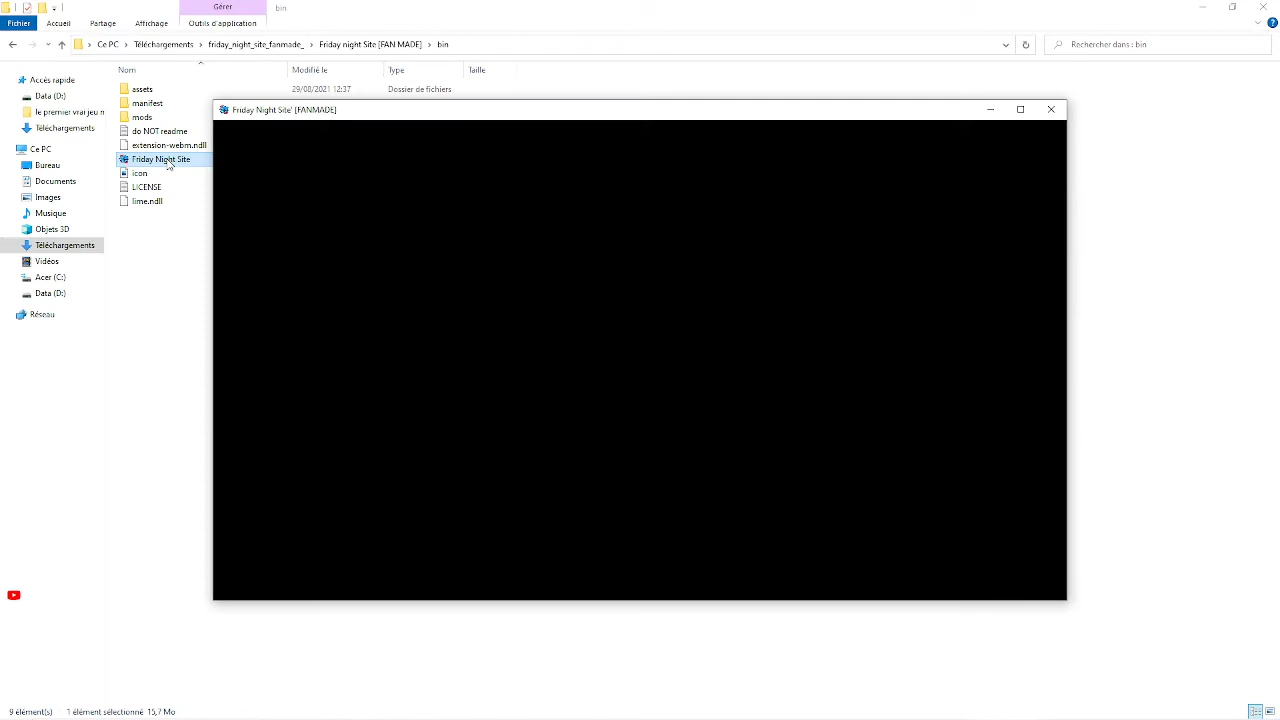 Gérer
bin
Fichier
Accueil
Partage
Affichage
Outils d'application
Ce PC
Téléchargements
friday_night_site_fanmade_
Friday night Site [FAN MADE]
bin
Rechercher dans : bin
Nom
Modifié le
Type
Taille
Accès rapide
Data (D:)
le premier vrai jeu n
Téléchargements
Ce PC
Bureau
Documents
Images
Musique
Objets 3D
Téléchargements
Vidéos
Acer (C:)
Data (D:)
Réseau
assets
29/08/2021 12:37
Dossier de fichiers
manifest
mods
do NOT readme
extension-webm.ndll
Friday Night Site
icon
LICENSE
lime.ndll
Friday Night Site' [FANMADE]
9 élément(s)
1 élément sélectionné 15,7 Mo